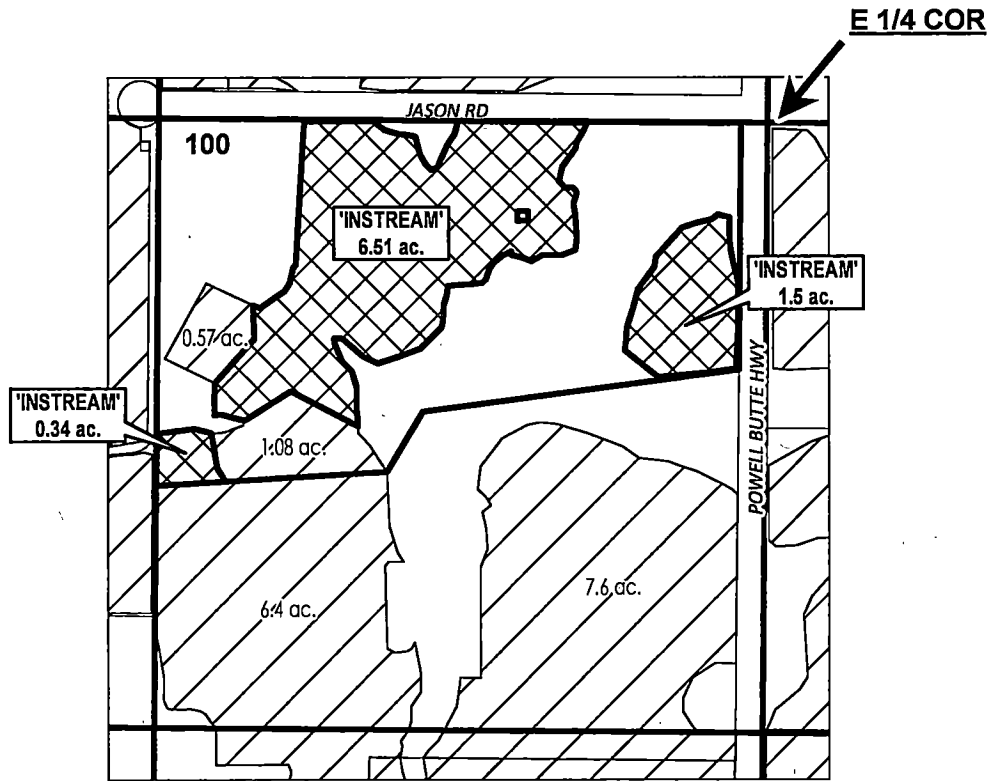 E 1/4 COR
JASON RD
100
'INSTREAM'
6.51 ac.
'INSTREAM'
1.5 ac.
0.57 ac.
'INSTREAM'
0.34 ac.
1.08 ac.
POWELL BUTTE HWY
6.4 ac.
7.6 ac.